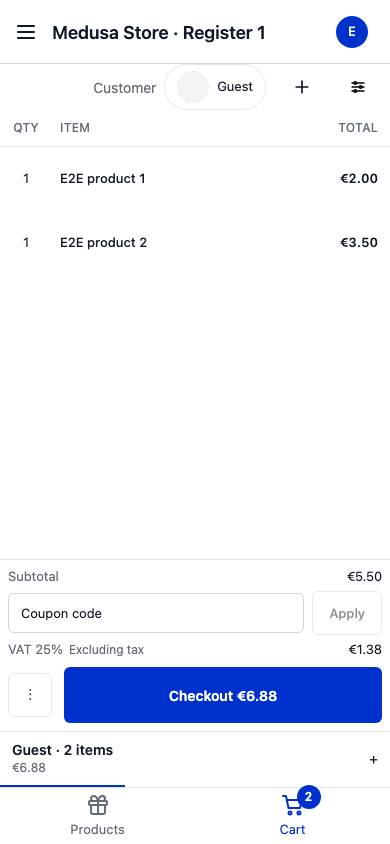 Medusa Store · Register 1
E
Customer
Guest
QTY ITEM TOTAL
1 E2E product 1 €2.00
1 E2E product 2 €3.50
Subtotal €5.50
Coupon code Apply
VAT 25% Excluding tax €1.38
Checkout €6.88
Guest · 2 items
€6.88
+
2
Products Cart